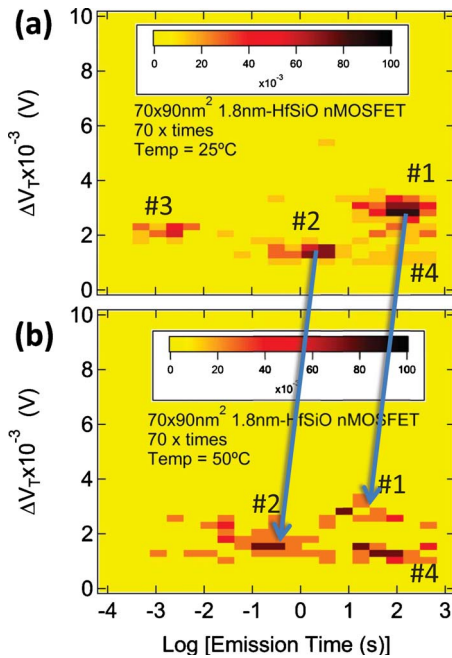 (a)
10
8
6
4
2
0
ΔVT x10-3 (V)
0 20 40 60 80 100
x10-3
70x90nm2 1.8nm-HfSiO nMOSFET
70 x times
Temp = 25ºC
#1
#3
#2
#4
(b)
10
8
6
4
2
0
ΔVT x10-3 (V)
0 20 40 60 80 100
x10-3
70x90nm2 1.8nm-HfSiO nMOSFET
70 x times
Temp = 50ºC
#1
#2
#4
-4 -3 -2 -1 0 1 2 3
Log [Emission Time (s)]